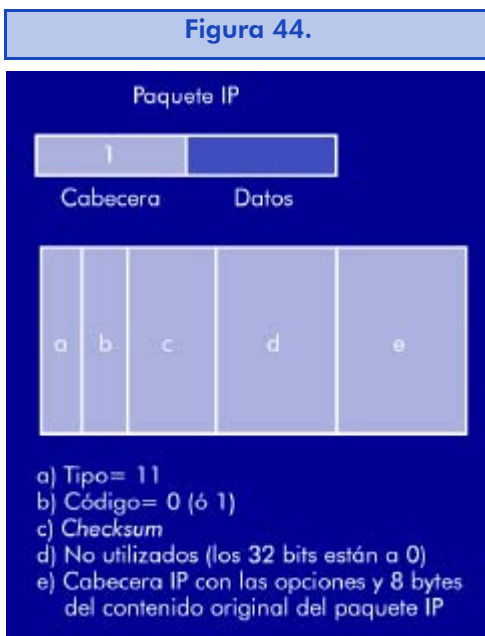 Figura 44.
Paquete IP
1
Cabecera Datos
a b c d e
a) Tipo= 11
b) Código= 0 (ó 1)
c) Checksum
d) No utilizados (los 32 bits están a 0)
e) Cabecera IP con las opciones y 8 bytes
del contenido original del paquete IP